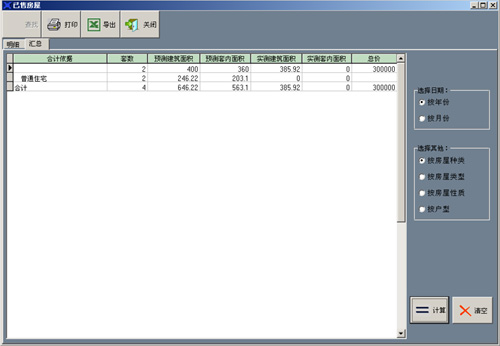 已售房屋
查找 打印 导出 关闭
明细 汇总
合计依据 套数 预测建筑面积 预测套内面积 实测建筑面积 实测套内面积 总价
2 400 360 385.92 0 300000
普通住宅 2 246.22 203.1 0 0
合计 4 646.22 563.1 385.92 0 300000
选择日期：
按年份
按月份
选择其他：
按房屋种类
按房屋类型
按房屋性质
按户型
计算 清空